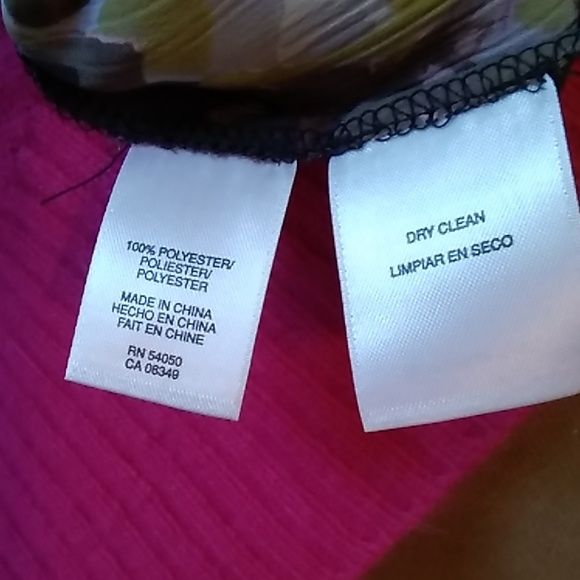 100% POLYESTER/
POLIESTER/
POLYESTER
MADE IN CHINA
HECHO EN CHINA
FAIT EN CHINE
RN 54050
CA 08349
DRY CLEAN
LIMPIAR EN SECO